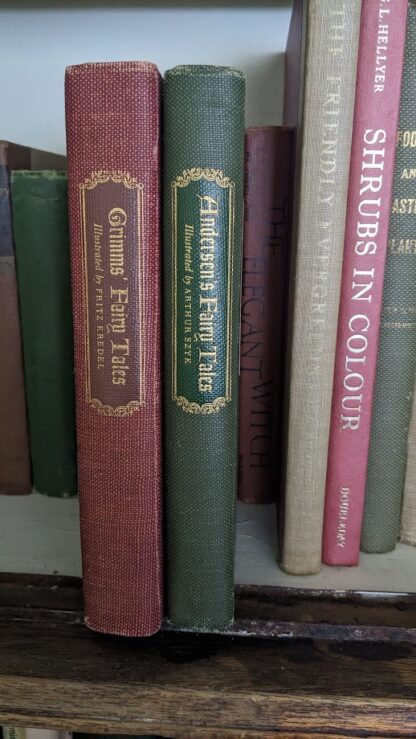 Grimms' Fairy Tales
Illustrated by FRITZ KREDEL
Andersen's Fairy Tales
Illustrated by ARTHUR SZYK
THE
ELEGANT WITCH
THE FRIENDLY EVERGREENS
S.L. HELLYER
SHRUBS IN COLOUR
DOUBLEDAY
AN